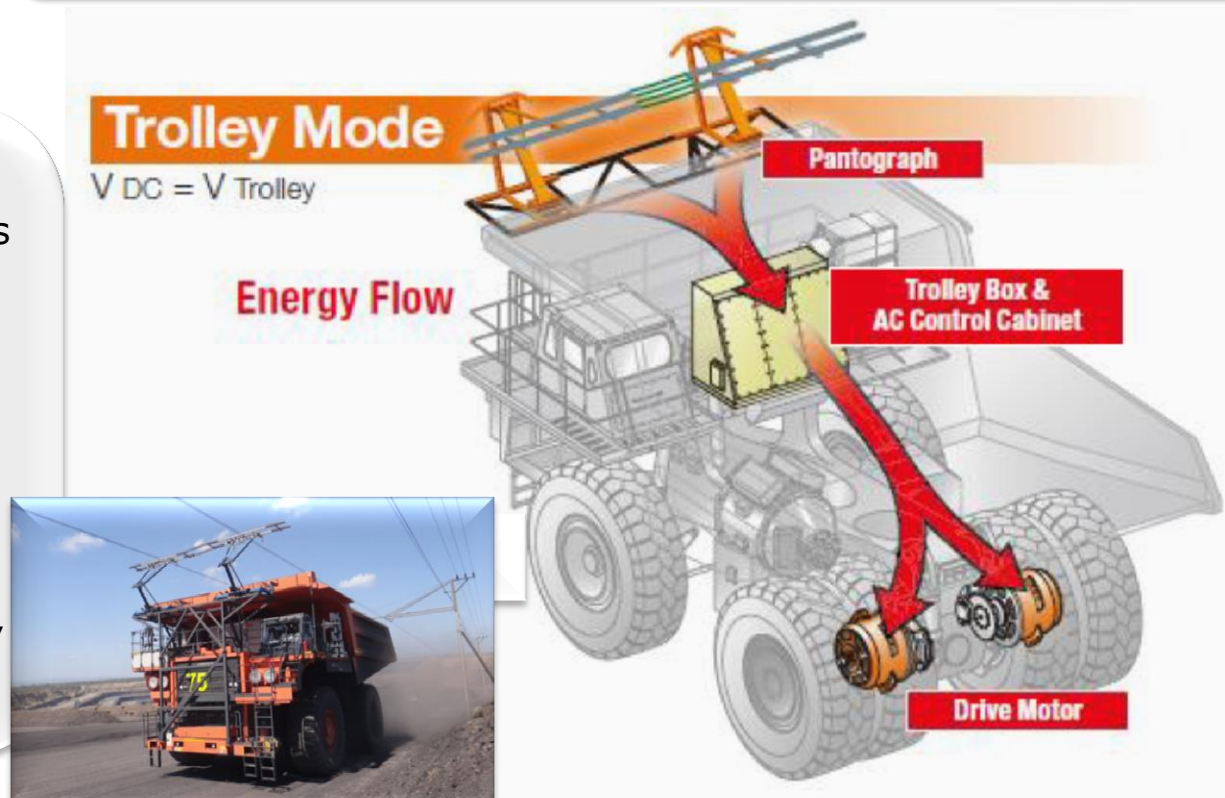 Trolley Mode
V DC = V Trolley
Pantograph
Energy Flow
Trolley Box &
AC Control Cabinet
Drive Motor
75